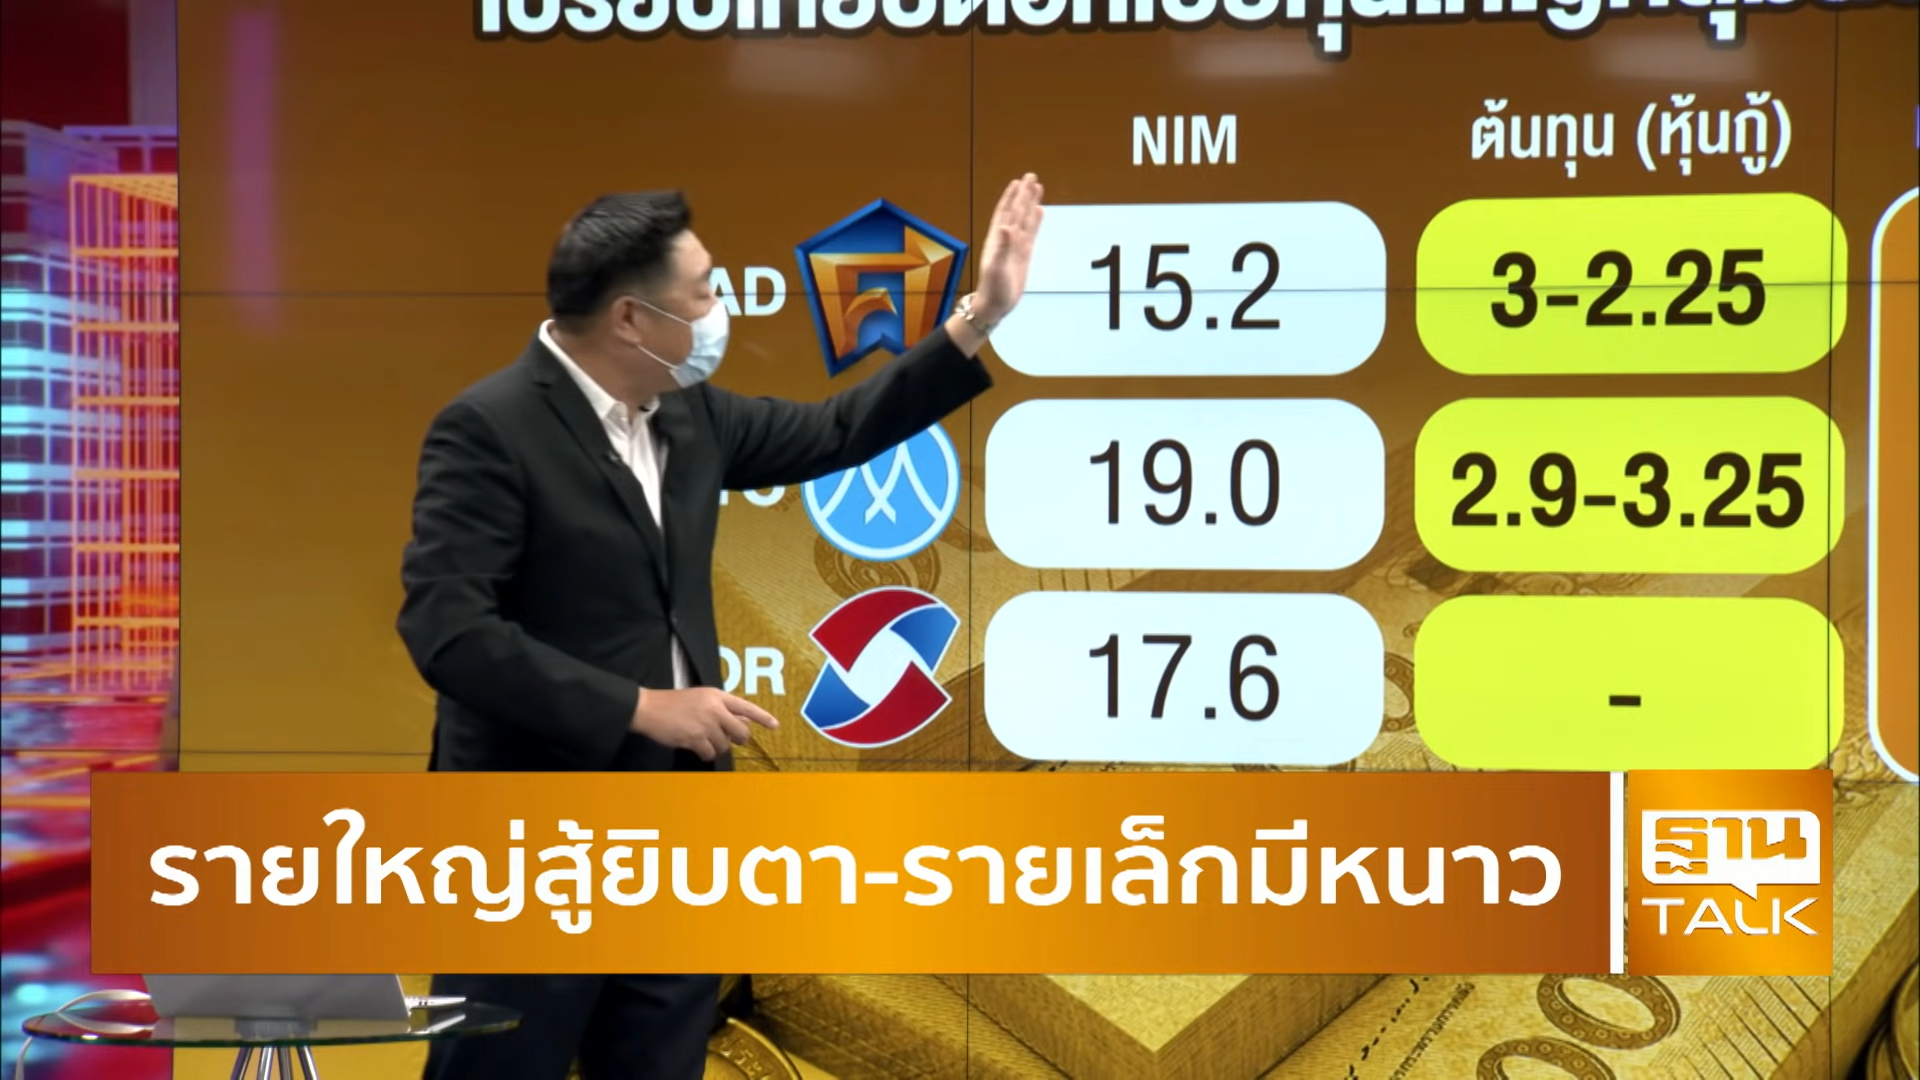 NIM ต้นทุน (หุ้นกู้)
AD 15.2 3-2.25
19.0 2.9-3.25
OR 17.6 -
รายใหญ่สู้ยิบตา-รายเล็กมีหนาว
ฐาน
TALK